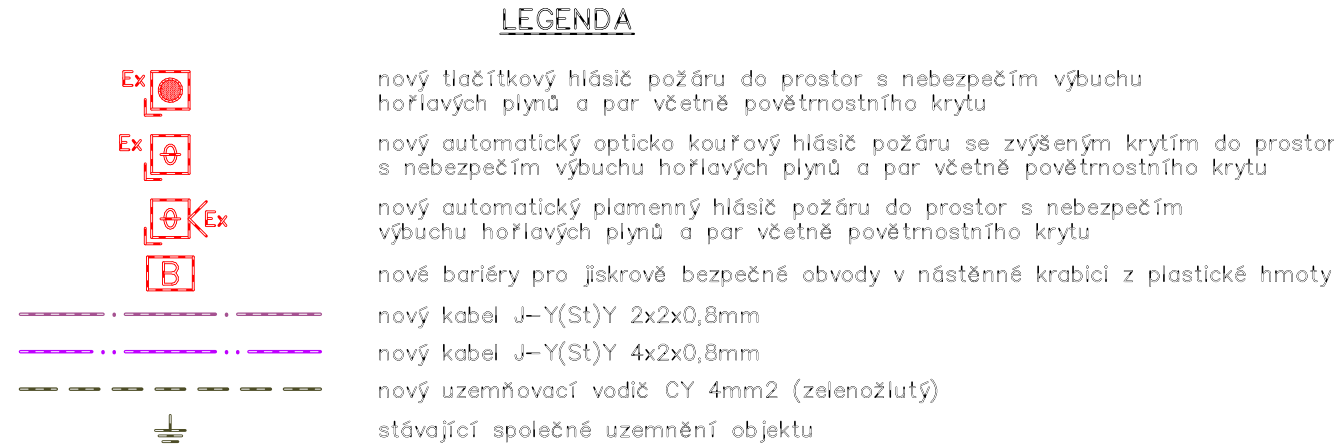 LEGENDA
Ex
nový tlačítkový hlásič požáru do prostor s nebezpečím výbuchu
hořlavých plynů a par včetně povětrnostního krytu
Ex
nový automatický opticko kouřový hlásič požáru se zvýšeným krytím do prostor
s nebezpečím výbuchu hořlavých plynů a par včetně povětrnostního krytu
Ex
nový automatický plamenný hlásič požáru do prostor s nebezpečím
výbuchu hořlavých plynů a par včetně povětrnostního krytu
B
nové bariéry pro jiskrově bezpečné obvody v nástěnné krabici z plastické hmoty
nový kabel J-Y(St)Y 2x2x0,8mm
nový kabel J-Y(St)Y 4x2x0,8mm
nový uzemňovací vodič CY 4mm2 (zelenožlutý)
stávající společné uzemnění objektu